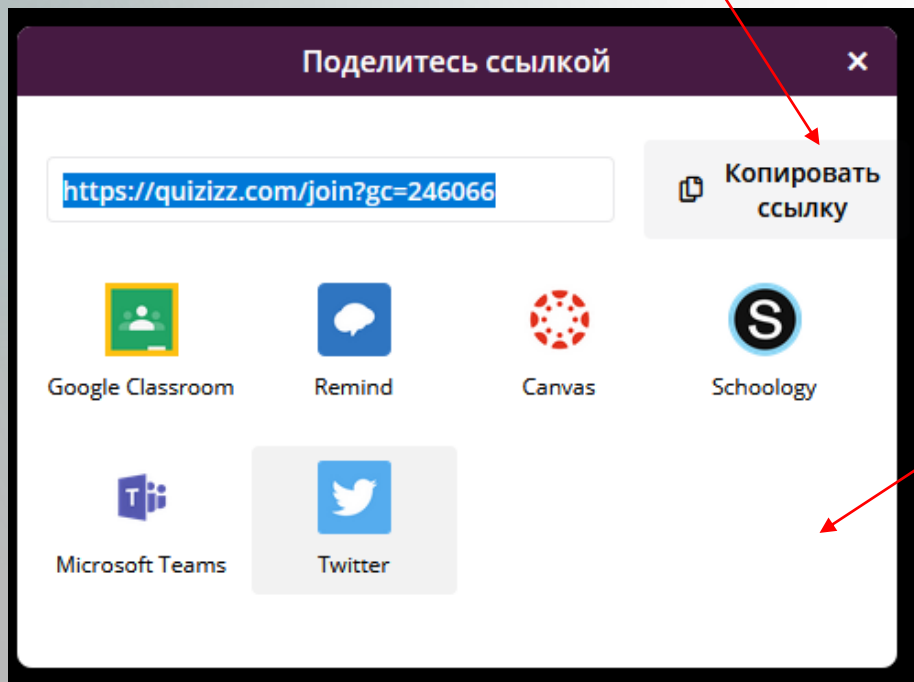 Поделитесь ссылкой
https://quizizz.com/join?gc=246066
Копировать
ссылку
Google Classroom
Remind
Canvas
Schoology
Microsoft Teams
Twitter